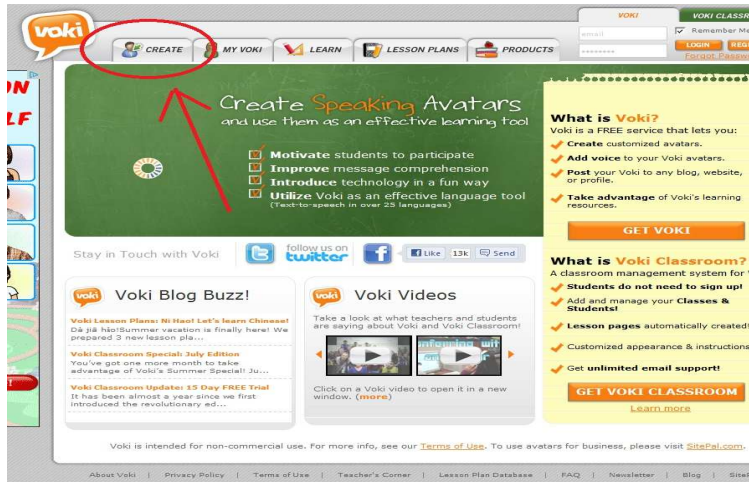 voki
CREATE
MY VOKI
LEARN
LESSON PLANS
PRODUCTS
VOKI
VOKI CLASSR
email
Remember Me
LOGIN
REG
Forgot Passw
ON
LF
Create Speaking Avatars
and use them as an effective learning tool
Motivate students to participate
Improve message comprehension
Introduce technology in a fun way
Utilize Voki as an effective language tool
(Text-to-speech in over 25 languages)
What is Voki?
Voki is a FREE service that lets you:
Create customized avatars.
Add voice to your Voki avatars.
Post your Voki to any blog, website,
or profile.
Take advantage of Voki's learning
resources.
GET VOKI
Stay in Touch with Voki
follow us on
twitter
Like
13k
Send
What is Voki Classroom?
A classroom management system for
Students do not need to sign up!
Add and manage your Classes &
Students!
Lesson pages automatically created!
Customized appearance & instructions
Get unlimited email support!
GET VOKI CLASSROOM
Learn more
voki
Voki Blog Buzz!
Voki Lesson Plans: Ni Hao! Let's learn Chinese!
Dà jiā hǎo!Summer vacation is finally here! We
prepared 3 new lesson pla...
Voki Classroom Special: July Edition
You've got one more month to take
advantage of Voki's Summer Special! Ju...
Voki Classroom Update: 15 Day FREE Trial
It has been almost a year since we first
introduced the revolutionary ed...
voki
Voki Videos
Take a look at what teachers and students
are saying about Voki and Voki Classroom!
Click on a Voki video to open it in a new
window. (more)
Voki is intended for non-commercial use. For more info, see our Terms of Use. To use avatars for business, please visit SitePal.com.
About Voki | Privacy Policy | Terms of Use | Teacher's Corner | Lesson Plan Database | FAQ | Newsletter | Blog | SiteP